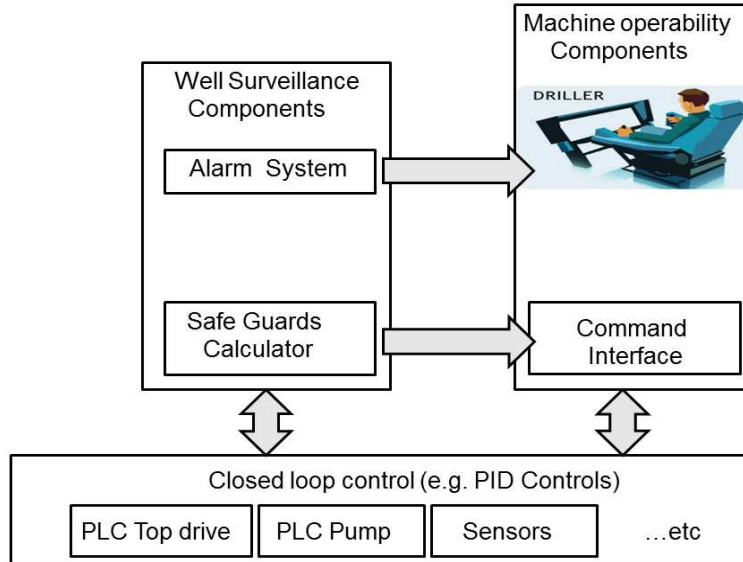 Well Surveillance
Components
Alarm System
Safe Guards
Calculator
Machine operability
Components
DRILLER
Command
Interface
Closed loop control (e.g. PID Controls)
PLC Top drive
PLC Pump
Sensors
...etc